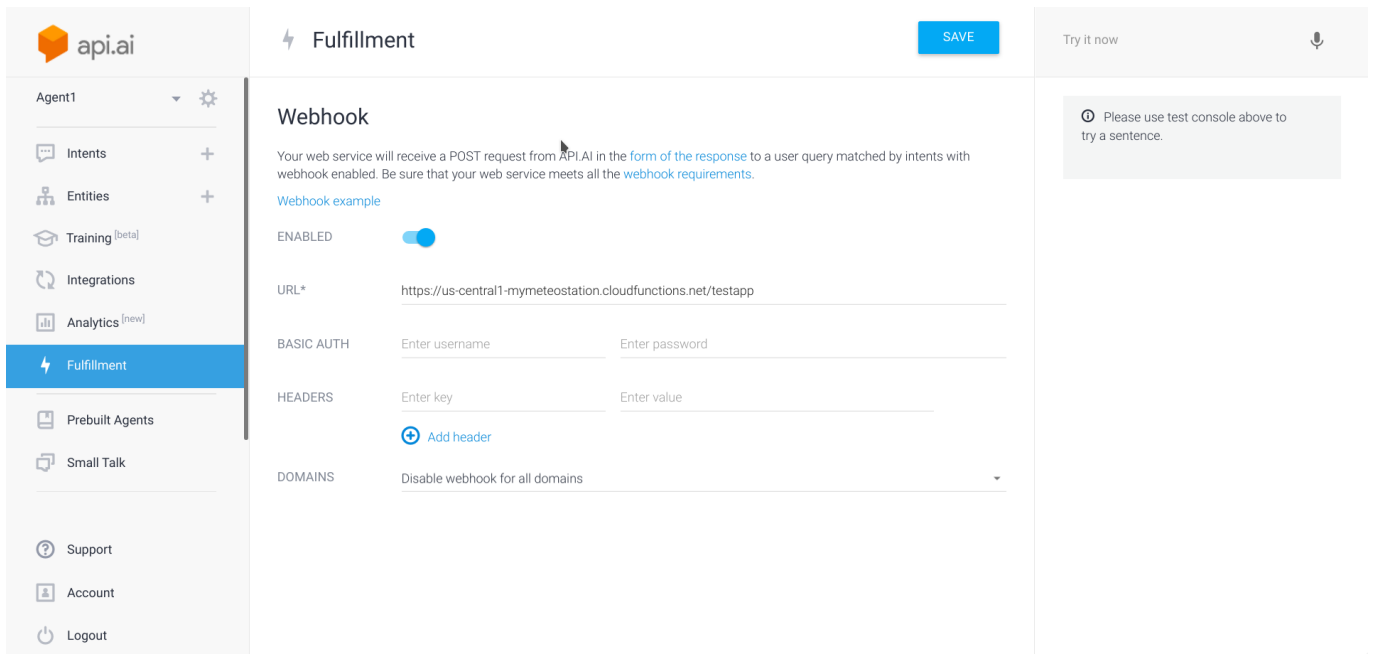 api.ai
Agent1
Intents
Entities
Training [beta]
Integrations
Analytics [new]
Fulfillment
Prebuilt Agents
Small Talk
Support
Account
Logout
Fulfillment
SAVE
Webhook
Your web service will receive a POST request from API.AI in the form of the response to a user query matched by intents with
webhook enabled. Be sure that your web service meets all the webhook requirements.
Webhook example
ENABLED
URL* https://us-central1-mymeteostation.cloudfunctions.net/testapp
BASIC AUTH Enter username Enter password
HEADERS Enter key Enter value
Add header
DOMAINS Disable webhook for all domains
Try it now
Please use test console above to
try a sentence.